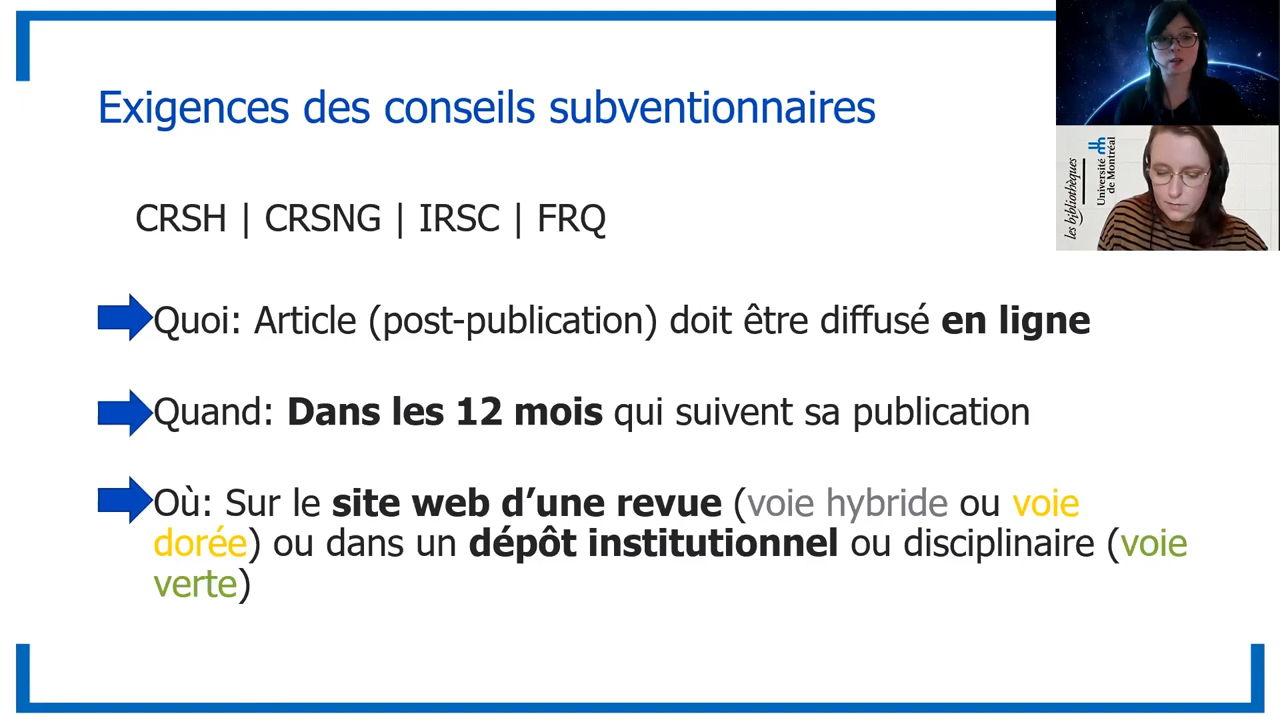 Exigences des conseils subventionnaires
CRSH | CRSNG | IRSC | FRQ
Quoi: Article (post-publication) doit être diffusé en ligne
Quand: Dans les 12 mois qui suivent sa publication
Où: Sur le site web d’une revue (voie hybride ou voie
dorée) ou dans un dépôt institutionnel ou disciplinaire (voie
verte)
les bibliothèques
Université
de Montréal